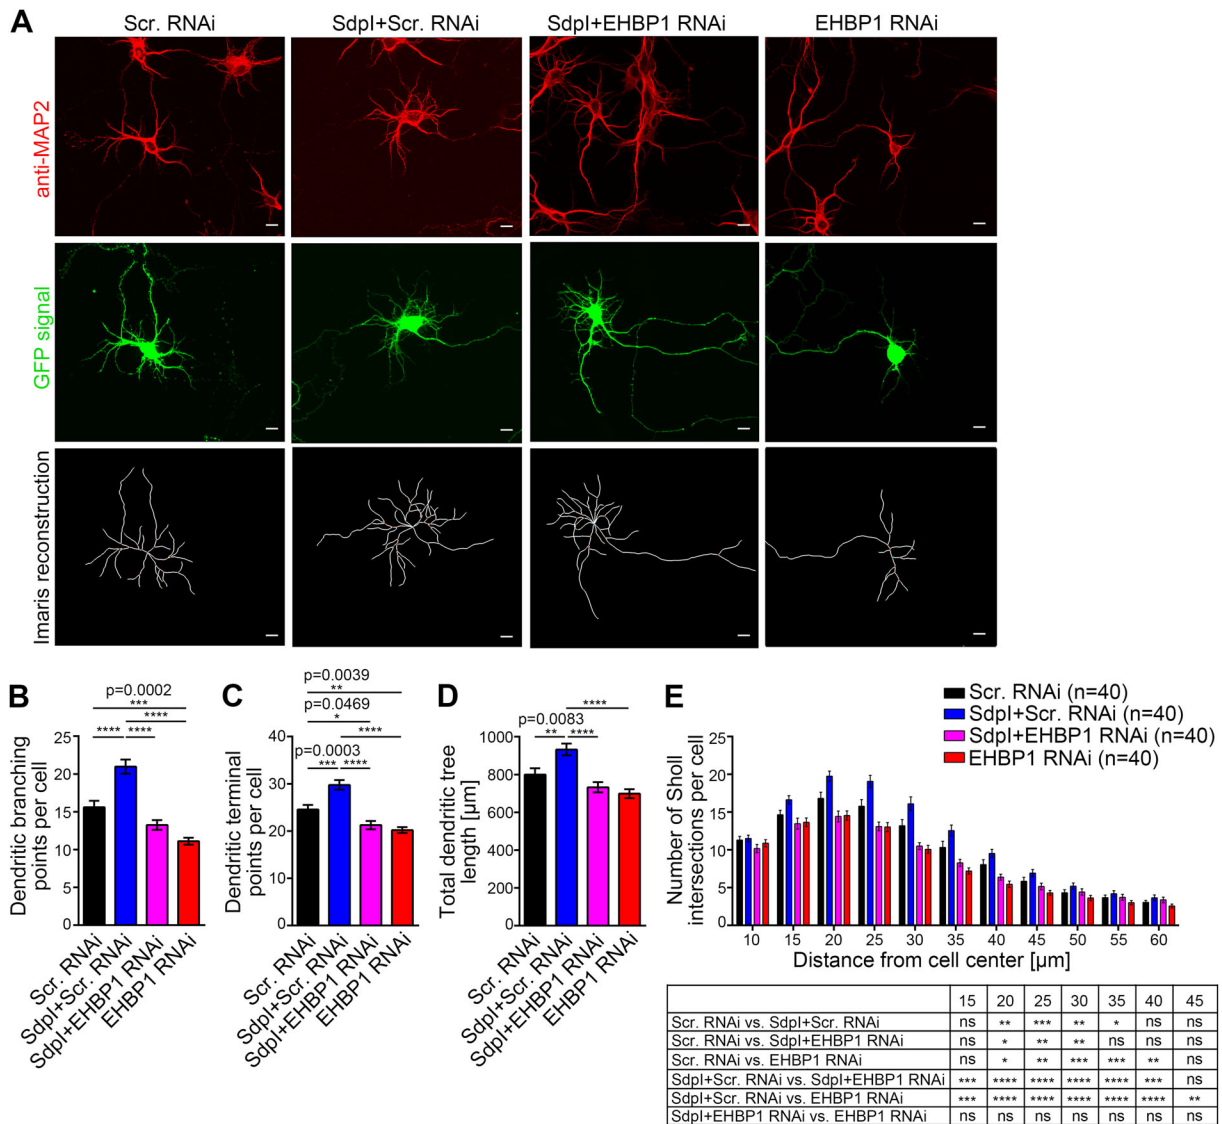 A
Scr. RNAi
SdpI+Scr. RNAi
SdpI+EHBP1 RNAi
EHBP1 RNAi
anti-MAP2
GFP signal
Imaris reconstruction
B
p=0.0002
***
****
**** ****
Dendritic branching
points per cell
25
20
15
10
5
0
Scr. RNAi
SdpI+Scr. RNAi
SdpI+EHBP1 RNAi
EHBP1 RNAi
C
p=0.0039
**
p=0.0469
*
****
p=0.0003
*** ****
Dendritic terminal
points per cell
40
30
20
10
0
Scr. RNAi
SdpI+Scr. RNAi
SdpI+EHBP1 RNAi
EHBP1 RNAi
D
****
p=0.0083
** ****
Total dendritic tree
length [µm]
1000
800
600
400
200
0
Scr. RNAi
SdpI+Scr. RNAi
SdpI+EHBP1 RNAi
EHBP1 RNAi
E
Scr. RNAi (n=40)
SdpI+Scr. RNAi (n=40)
SdpI+EHBP1 RNAi (n=40)
EHBP1 RNAi (n=40)
Number of Sholl
intersections per cell
25
20
15
10
5
0
10 15 20 25 30 35 40 45 50 55 60
Distance from cell center [µm]
15 20 25 30 35 40 45
Scr. RNAi vs. SdpI+Scr. RNAi ns ** *** ** * ns ns
Scr. RNAi vs. SdpI+EHBP1 RNAi ns * ** ** ns ns ns
Scr. RNAi vs. EHBP1 RNAi ns * ** *** *** ** ns
SdpI+Scr. RNAi vs. SdpI+EHBP1 RNAi *** **** **** **** **** *** ns
SdpI+Scr. RNAi vs. EHBP1 RNAi *** **** **** **** **** **** **
SdpI+EHBP1 RNAi vs. EHBP1 RNAi ns ns ns ns ns ns ns